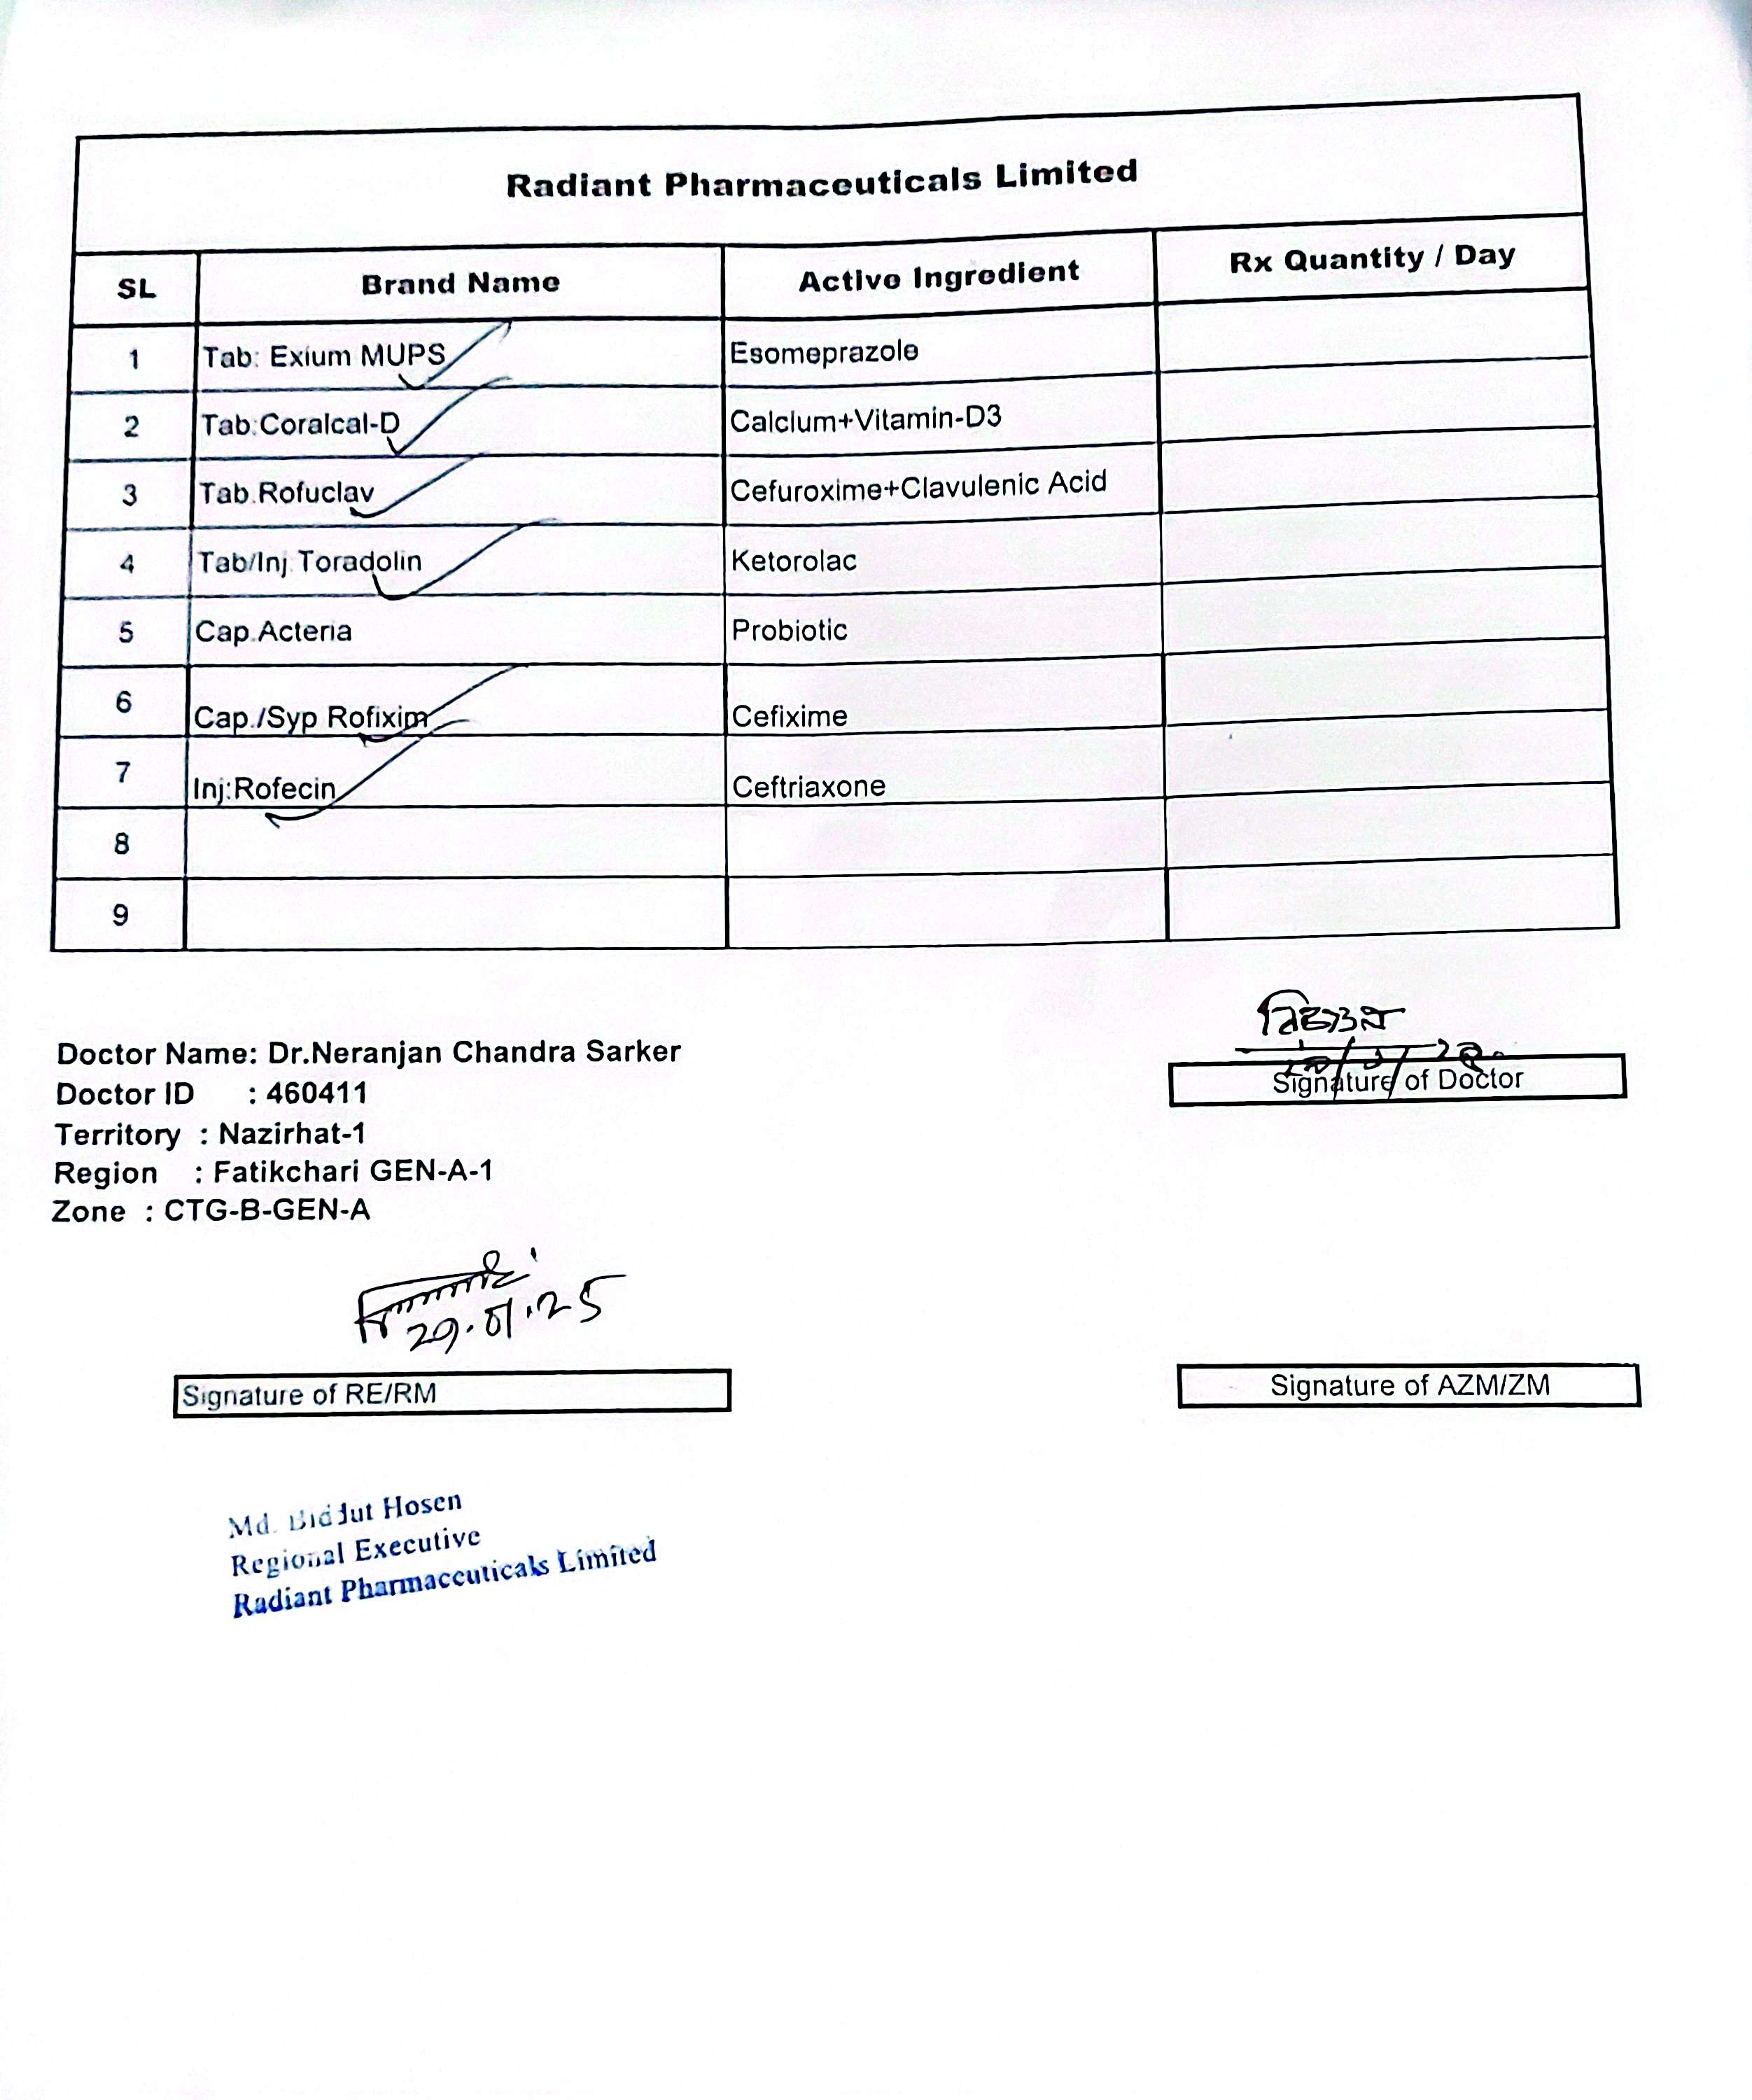 Radiant Pharmaceuticals Limited
SL Brand Name Active Ingredient Rx Quantity / Day
1 Tab: Exium MUPS Esomeprazole
2 Tab:Coralcal-D Calcium+Vitamin-D3
3 Tab.Rofuclav Cefuroxime+Clavulenic Acid
4 Tab/Inj.Toradolin Ketorolac
5 Cap.Acteria Probiotic
6 Cap./Syp Rofixim Cefixime
7 Inj:Rofecin Ceftriaxone
8
9
Doctor Name: Dr.Neranjan Chandra Sarker
Signature of Doctor
Doctor ID : 460411
Territory : Nazirhat-1
Region : Fatikchari GEN-A-1
Zone : CTG-B-GEN-A
29.01.25
Signature of RE/RM
Signature of AZM/ZM
Md. Biddut Hosen
Regional Executive
Radiant Pharmaceuticals Limited